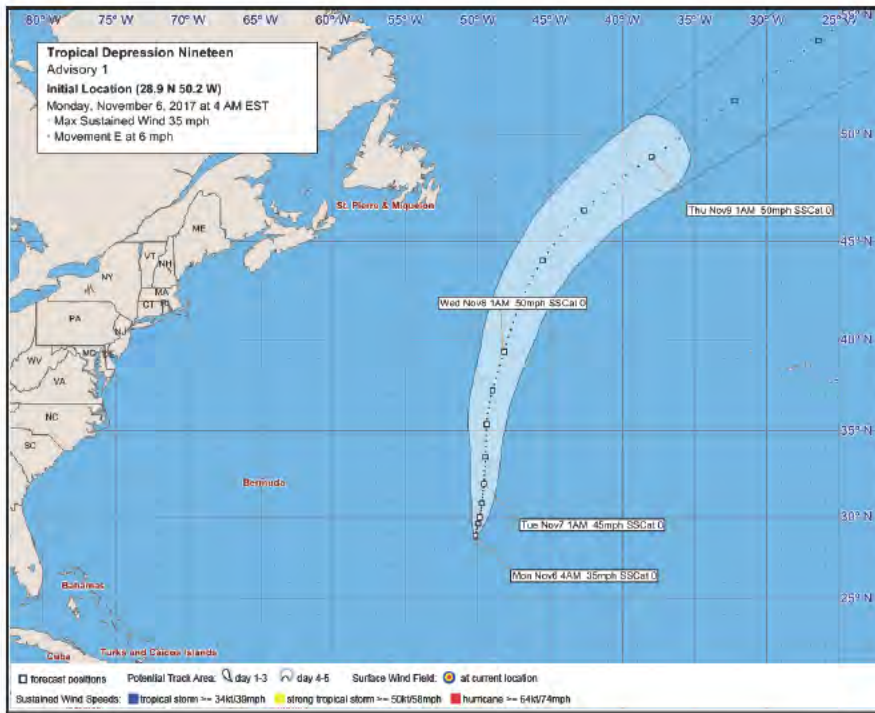 80° W
75° W
70° W
65° W
60° W
55° W
50° W
45° W
40° W
35° W
30° W
25° W
55° N
Tropical Depression Nineteen
Advisory 1
Initial Location (28.9 N 50.2 W)
Monday, November 6, 2017 at 4 AM EST
· Max Sustained Wind 35 mph
· Movement E at 6 mph
50° N
St. Pierre & Miquelon
Thu Nov9 1AM 50mph SSCat 0
ME
45° N
VT
NH
NY
MA
CT
RI
Wed Nov8 1AM 50mph SSCat 0
PA
NJ
40° N
MD
DE
WV
VA
NC
35° N
SC
Bermuda
30° N
Tue Nov7 1AM 45mph SSCat 0
Mon Nov6 4AM 35mph SSCat 0
Bahamas
25° N
Turks and Caicos Islands
Cuba
forecast positions Potential Track Area: day 1-3 day 4-5 Surface Wind Field: at current location
Sustained Wind Speeds: tropical storm >= 34kt/39mph strong tropical storm >= 50kt/58mph hurricane >= 64kt/74mph